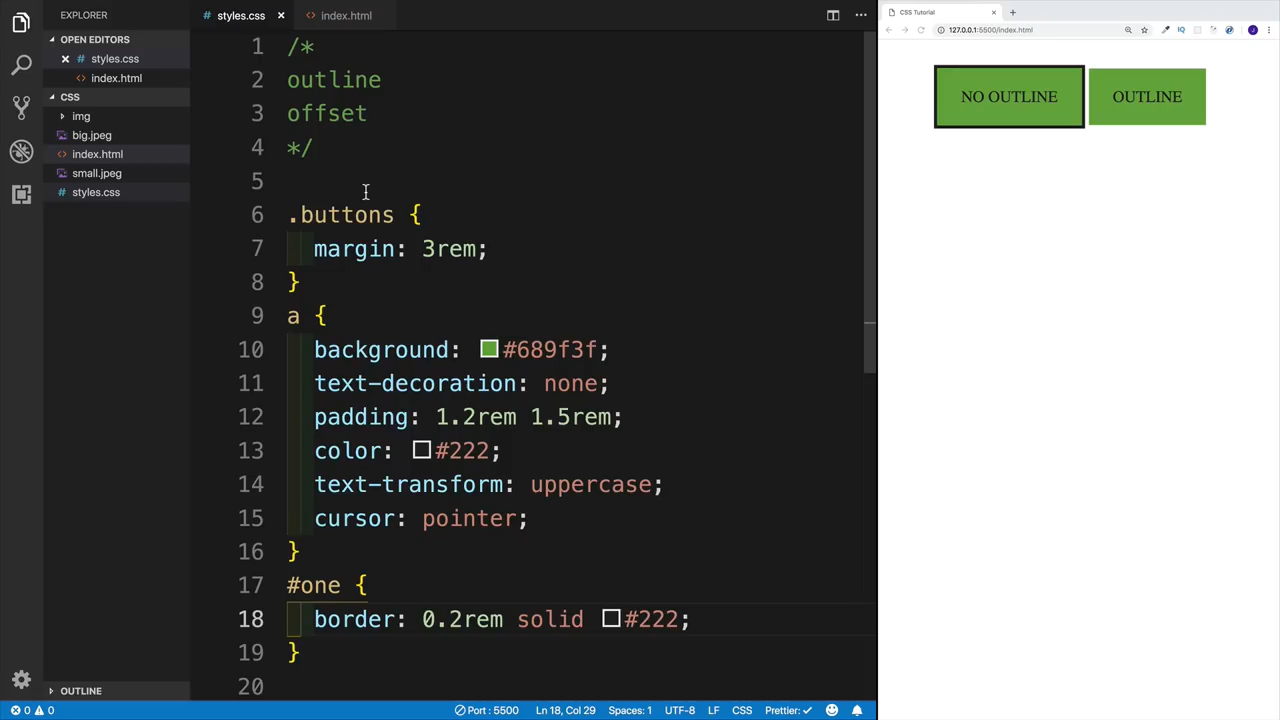 EXPLORER
OPEN EDITORS
styles.css
index.html
CSS
img
big.jpeg
index.html
small.jpeg
styles.css
OUTLINE
# styles.css
<> index.html
1 /*
2 outline
3 offset
4 */
5
6 .buttons {
7 margin: 3rem;
8 }
9 a {
10 background: #689f3f;
11 text-decoration: none;
12 padding: 1.2rem 1.5rem;
13 color: #222;
14 text-transform: uppercase;
15 cursor: pointer;
16 }
17 #one {
18 border: 0.2rem solid #222;
19 }
20
0 0
Port : 5500 Ln 18, Col 29 Spaces: 1 UTF-8 LF CSS Prettier: ✓
CSS Tutorial
127.0.0.1:5500/index.html
IQ
J
NO OUTLINE OUTLINE